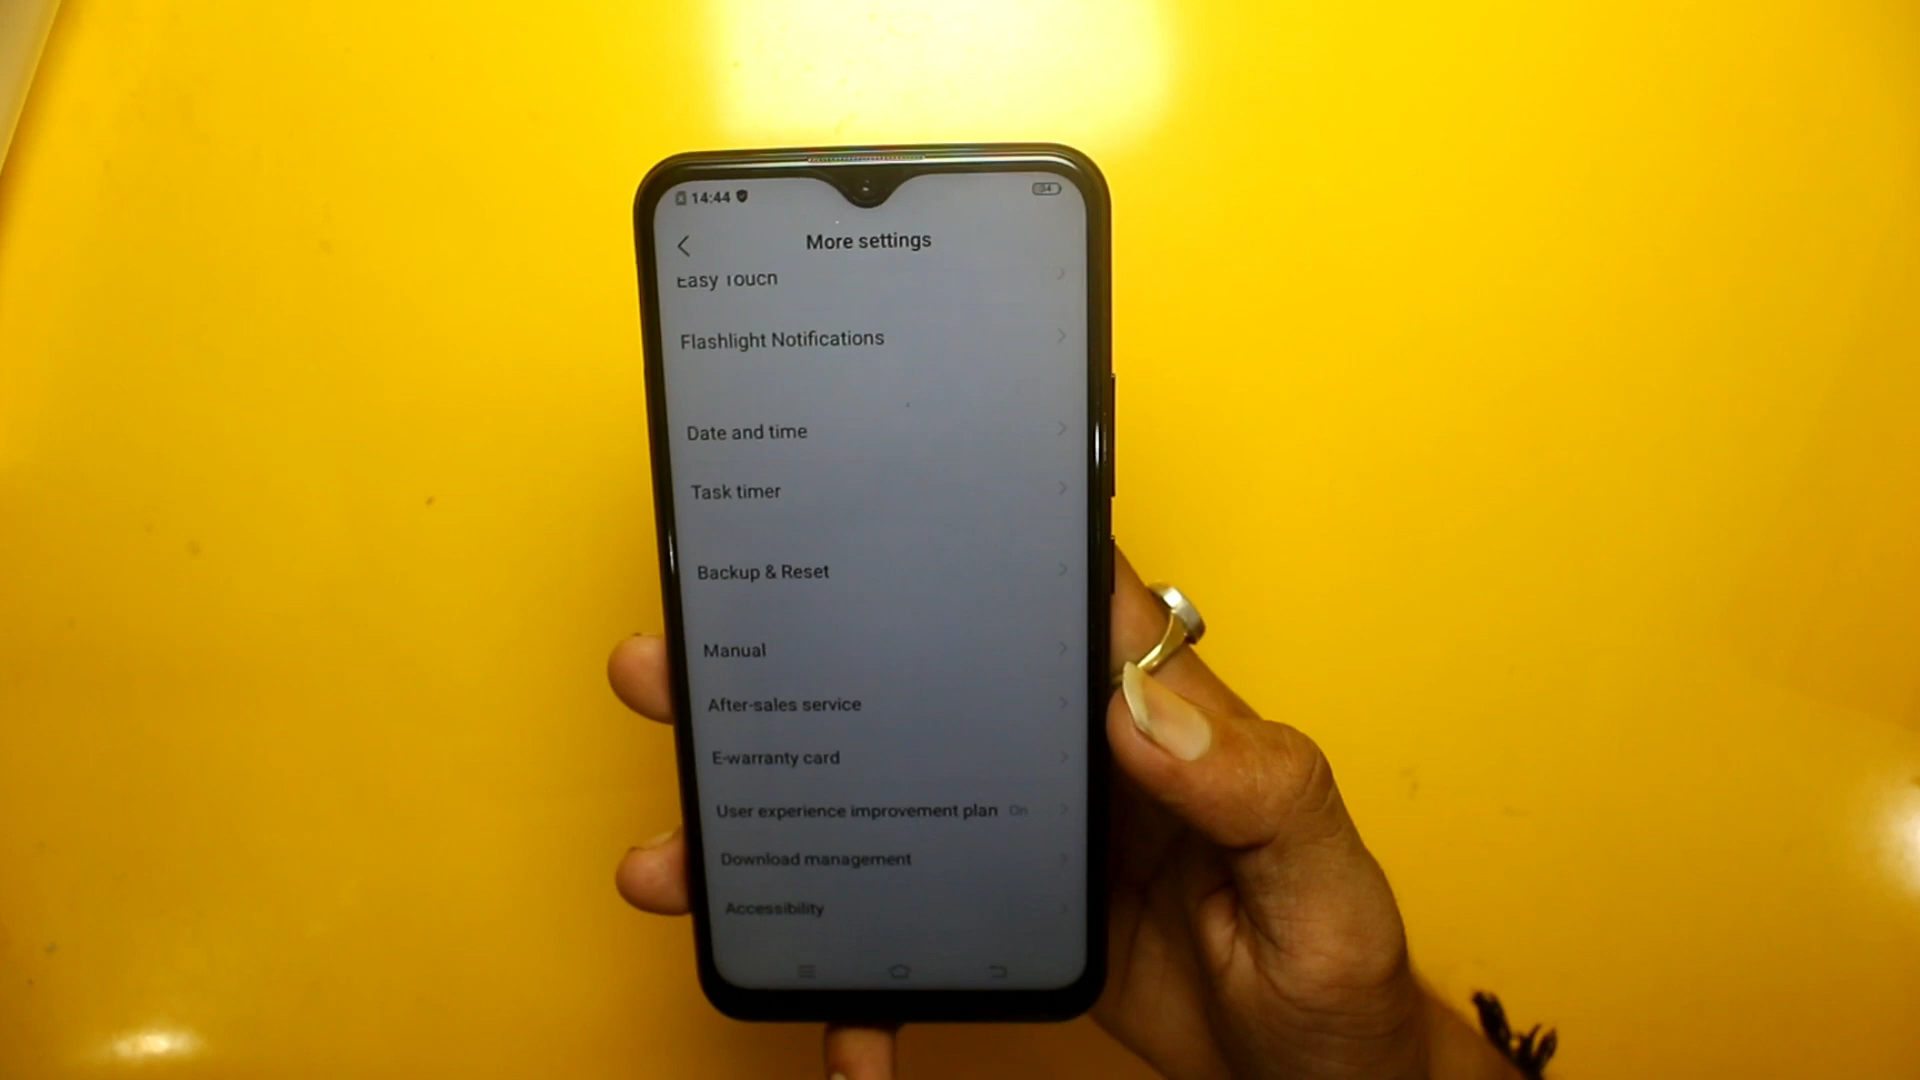 14:44
34
More settings
Easy Touch
Flashlight Notifications
Date and time
Task timer
Backup & Reset
Manual
After-sales service
E-warranty card
User experience improvement plan On
Download management
Accessibility